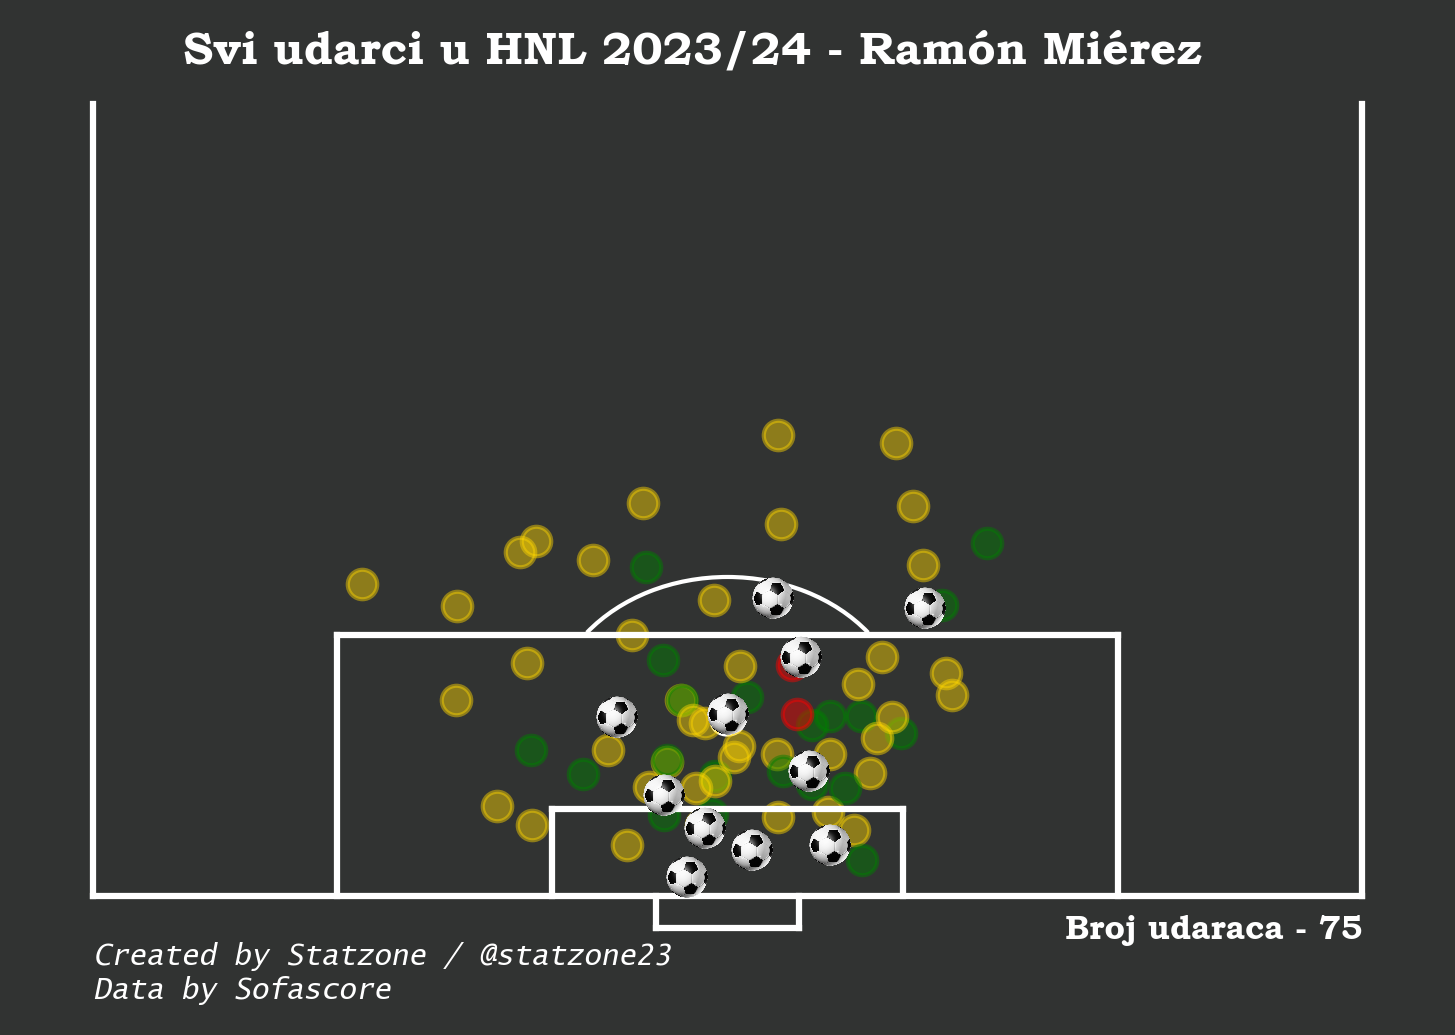 Svi udarci u HNL 2023/24 - Ramón Miérez
Broj udaraca - 75
Created by Statzone / @statzone23
Data by Sofascore